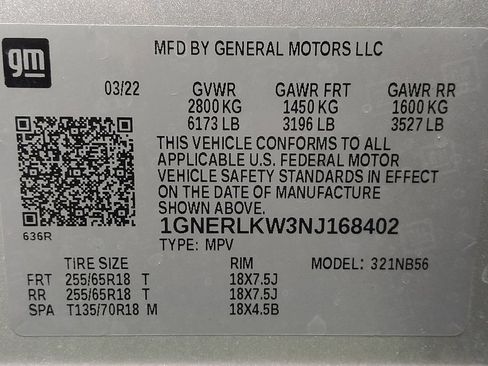 gm
MFD BY GENERAL MOTORS LLC
03/22 GVWR GAWR FRT GAWR RR
2800 KG 1450 KG 1600 KG
6173 LB 3196 LB 3527 LB
THIS VEHICLE CONFORMS TO ALL
APPLICABLE U.S. FEDERAL MOTOR
VEHICLE SAFETY STANDARDS IN EFFECT
ON THE DATE OF MANUFACTURE
SHOWN ABOVE.
636R
1GNERLKW3NJ168402
TYPE: MPV
TIRE SIZE RIM MODEL: 321NB56
FRT 255/65R18 T 18X7.5J
RR 255/65R18 T 18X7.5J
SPA T135/70R18 M 18X4.5B